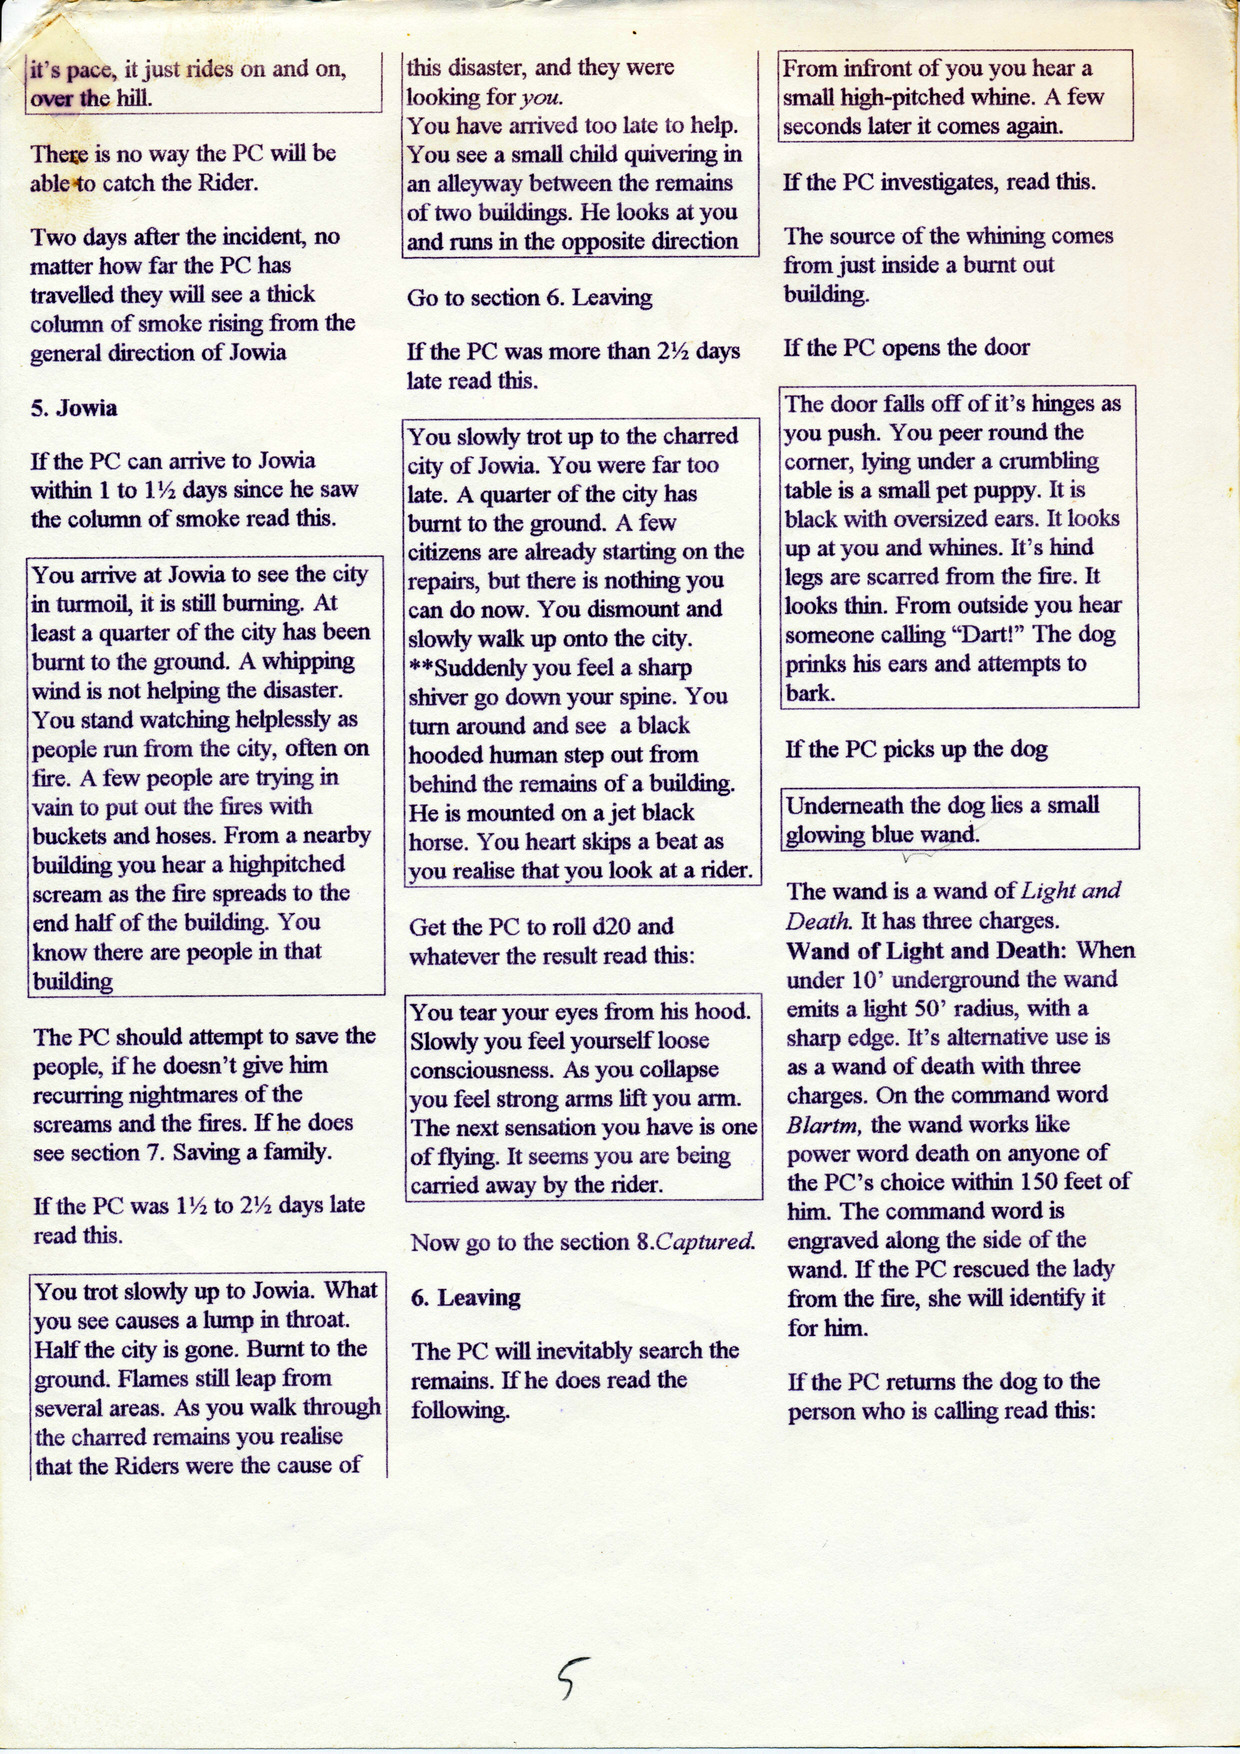 it's pace, it just rides on and on,
over the hill.
There is no way the PC will be
able to catch the Rider.
Two days after the incident, no
matter how far the PC has
travelled they will see a thick
column of smoke rising from the
general direction of Jowia
5. Jowia
If the PC can arrive to Jowia
within 1 to 1½ days since he saw
the column of smoke read this.
You arrive at Jowia to see the city
in turmoil, it is still burning. At
least a quarter of the city has been
burnt to the ground. A whipping
wind is not helping the disaster.
You stand watching helplessly as
people run from the city, often on
fire. A few people are trying in
vain to put out the fires with
buckets and hoses. From a nearby
building you hear a highpitched
scream as the fire spreads to the
end half of the building. You
know there are people in that
building
The PC should attempt to save the
people, if he doesn't give him
recurring nightmares of the
screams and the fires. If he does
see section 7. Saving a family.
If the PC was 1½ to 2½ days late
read this.
You trot slowly up to Jowia. What
you see causes a lump in throat.
Half the city is gone. Burnt to the
ground. Flames still leap from
several areas. As you walk through
the charred remains you realise
that the Riders were the cause of
this disaster, and they were
looking for you.
You have arrived too late to help.
You see a small child quivering in
an alleyway between the remains
of two buildings. He looks at you
and runs in the opposite direction
Go to section 6. Leaving
If the PC was more than 2½ days
late read this.
You slowly trot up to the charred
city of Jowia. You were far too
late. A quarter of the city has
burnt to the ground. A few
citizens are already starting on the
repairs, but there is nothing you
can do now. You dismount and
slowly walk up onto the city.
**Suddenly you feel a sharp
shiver go down your spine. You
turn around and see a black
hooded human step out from
behind the remains of a building.
He is mounted on a jet black
horse. You heart skips a beat as
you realise that you look at a rider.
Get the PC to roll d20 and
whatever the result read this:
You tear your eyes from his hood.
Slowly you feel yourself loose
consciousness. As you collapse
you feel strong arms lift you arm.
The next sensation you have is one
of flying. It seems you are being
carried away by the rider.
Now go to the section 8.Captured.
6. Leaving
The PC will inevitably search the
remains. If he does read the
following.
From infront of you you hear a
small high-pitched whine. A few
seconds later it comes again.
If the PC investigates, read this.
The source of the whining comes
from just inside a burnt out
building.
If the PC opens the door
The door falls off of it's hinges as
you push. You peer round the
corner, lying under a crumbling
table is a small pet puppy. It is
black with oversized ears. It looks
up at you and whines. It's hind
legs are scarred from the fire. It
looks thin. From outside you hear
someone calling "Dart!" The dog
prinks his ears and attempts to
bark.
If the PC picks up the dog
Underneath the dog lies a small
glowing blue wand.
The wand is a wand of Light and
Death. It has three charges.
Wand of Light and Death: When
under 10' underground the wand
emits a light 50' radius, with a
sharp edge. It's alternative use is
as a wand of death with three
charges. On the command word
Blartm, the wand works like
power word death on anyone of
the PC's choice within 150 feet of
him. The command word is
engraved along the side of the
wand. If the PC rescued the lady
from the fire, she will identify it
for him.
If the PC returns the dog to the
person who is calling read this:
5